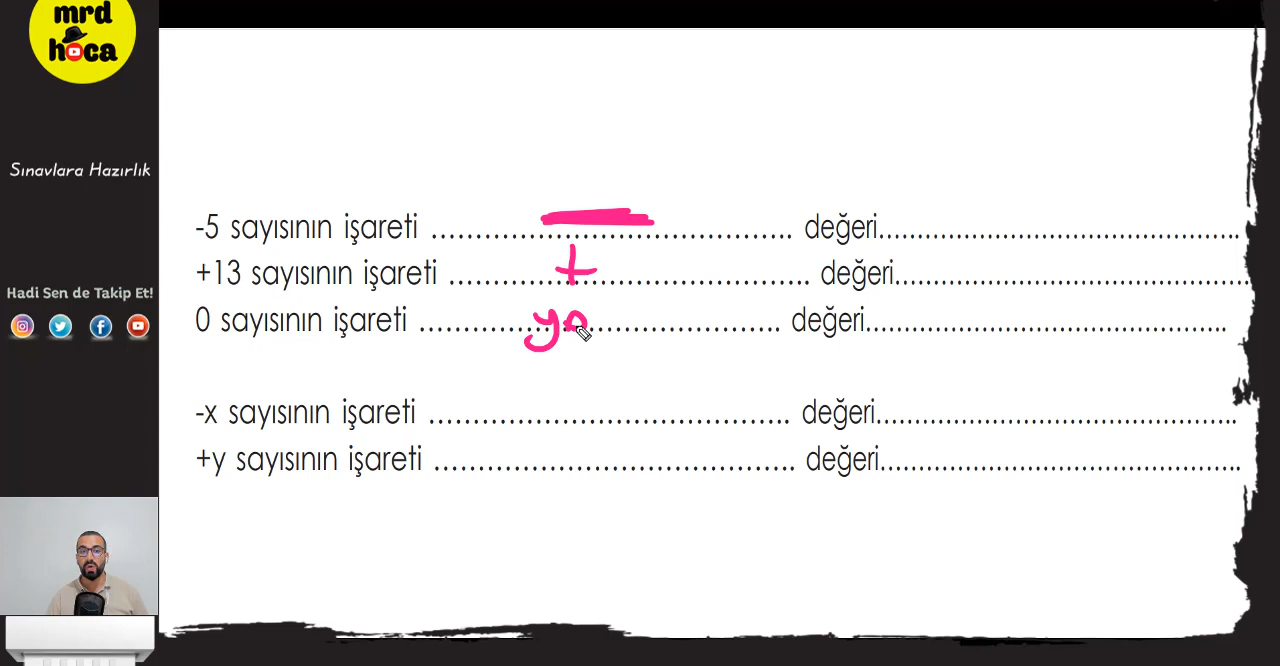 mrd
hoca
Sınavlara Hazırlık
Hadi Sen de Takip Et!
-5 sayısının işareti ........................................ değeri........................................
+13 sayısının işareti ...................+.................... değeri........................................
0 sayısının işareti ............yo........................ değeri........................................
-x sayısının işareti ........................................ değeri........................................
+y sayısının işareti ........................................ değeri........................................